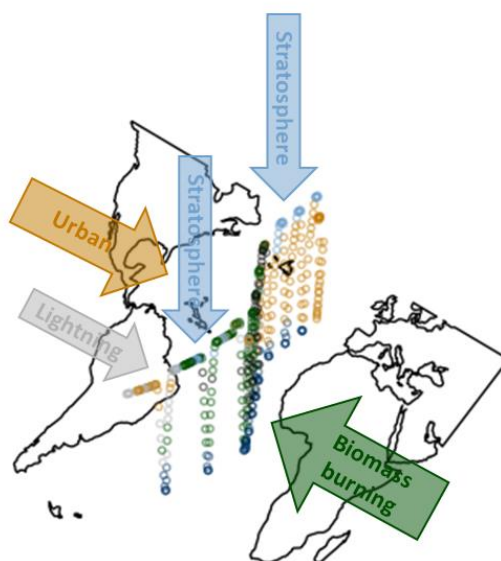 Stratosphere
Stratosphere
Urban
Lightning
Biomass
burning